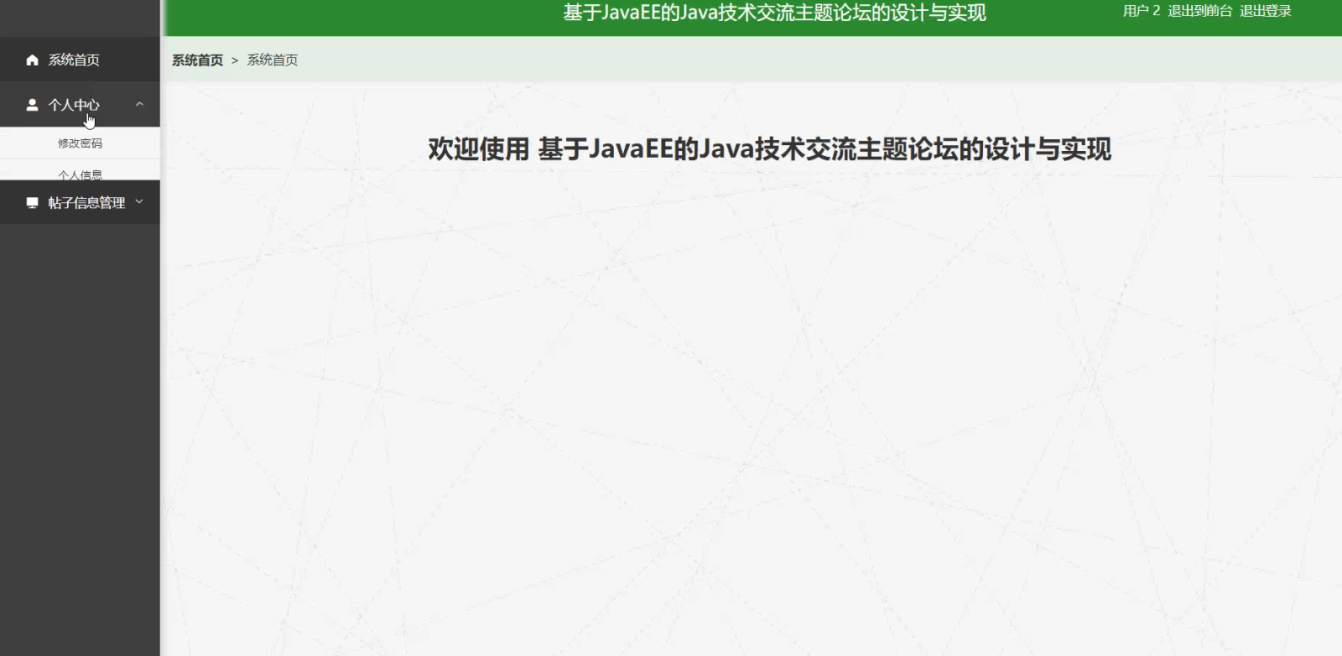 基于JavaEE的Java技术交流主题论坛的设计与实现
用户 2 退出到前台 退出登录
系统首页
系统首页 > 系统首页
个人中心
修改密码
个人信息
帖子信息管理
欢迎使用 基于JavaEE的Java技术交流主题论坛的设计与实现